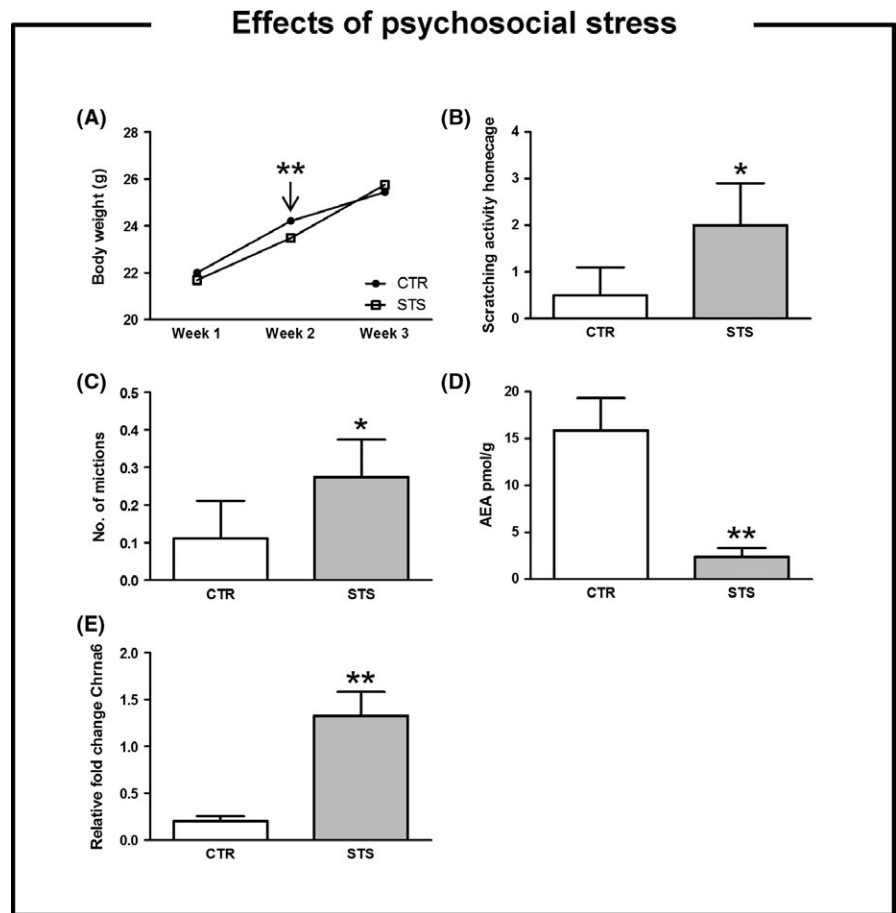 Effects of psychosocial stress
(A)
Body weight (g)
28
26
24
22
20
**
CTR
STS
Week 1 Week 2 Week 3
(B)
Scratching activity homecage
4
3
2
1
0
*
CTR STS
(C)
No. of mictions
0.5
0.4
0.3
0.2
0.1
0.0
*
CTR STS
(D)
AEA pmol/g
20
15
10
5
0
**
CTR STS
(E)
Relative fold change Chrna6
2.0
1.5
1.0
0.5
0.0
**
CTR STS